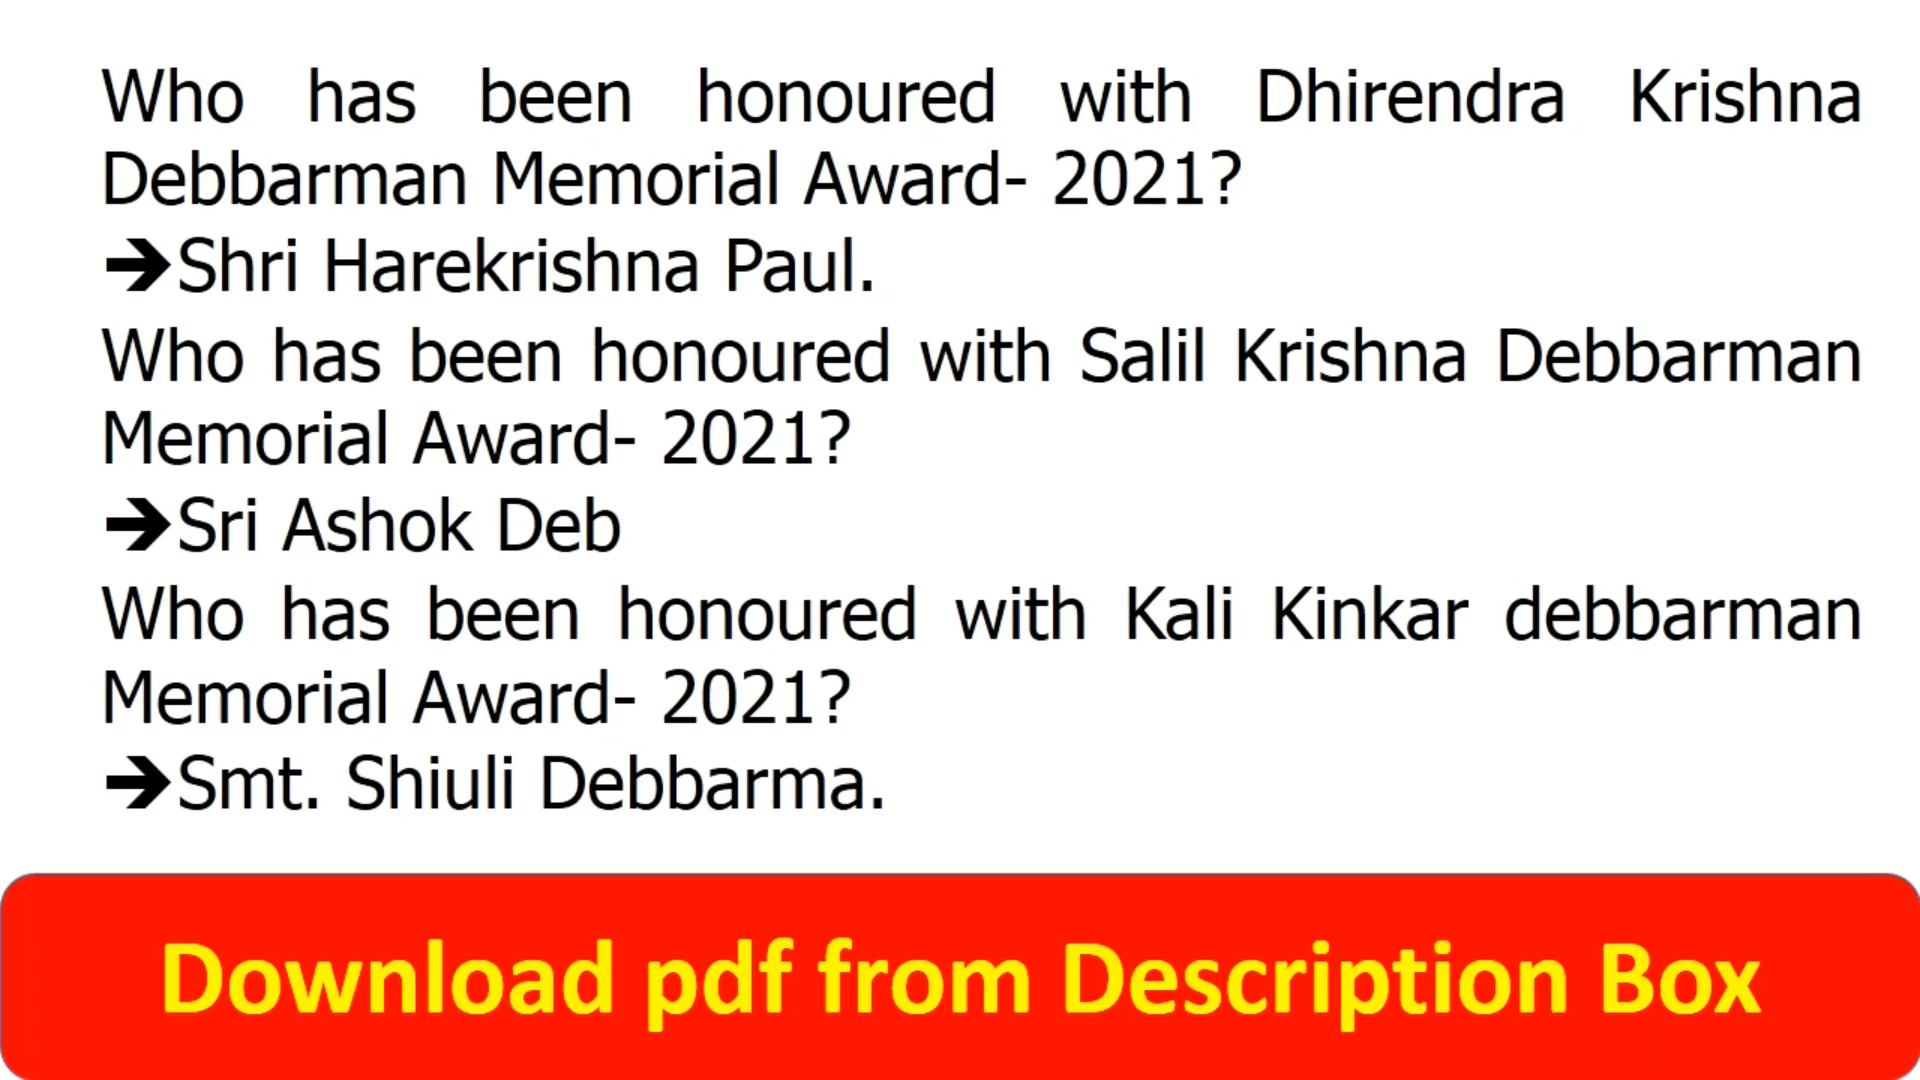 Who has been honoured with Dhirendra Krishna
Debbarman Memorial Award- 2021?
➔Shri Harekrishna Paul.
Who has been honoured with Salil Krishna Debbarman
Memorial Award- 2021?
➔Sri Ashok Deb
Who has been honoured with Kali Kinkar debbarman
Memorial Award- 2021?
➔Smt. Shiuli Debbarma.
Download pdf from Description Box